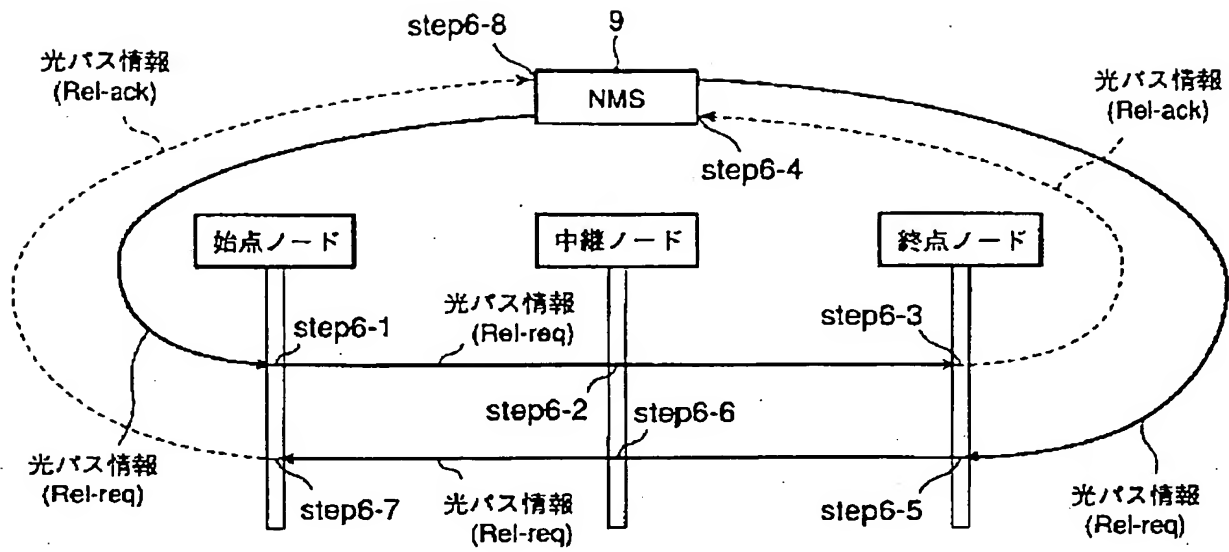 step6-8
9
光パス情報
(Rel-ack)
NMS
光パス情報
(Rel-ack)
step6-4
始点ノード
中継ノード
終点ノード
step6-1
光パス情報
(Rel-req)
step6-3
step6-2
step6-6
光パス情報
(Rel-req)
step6-7
光パス情報
(Rel-req)
step6-5
光パス情報
(Rel-req)